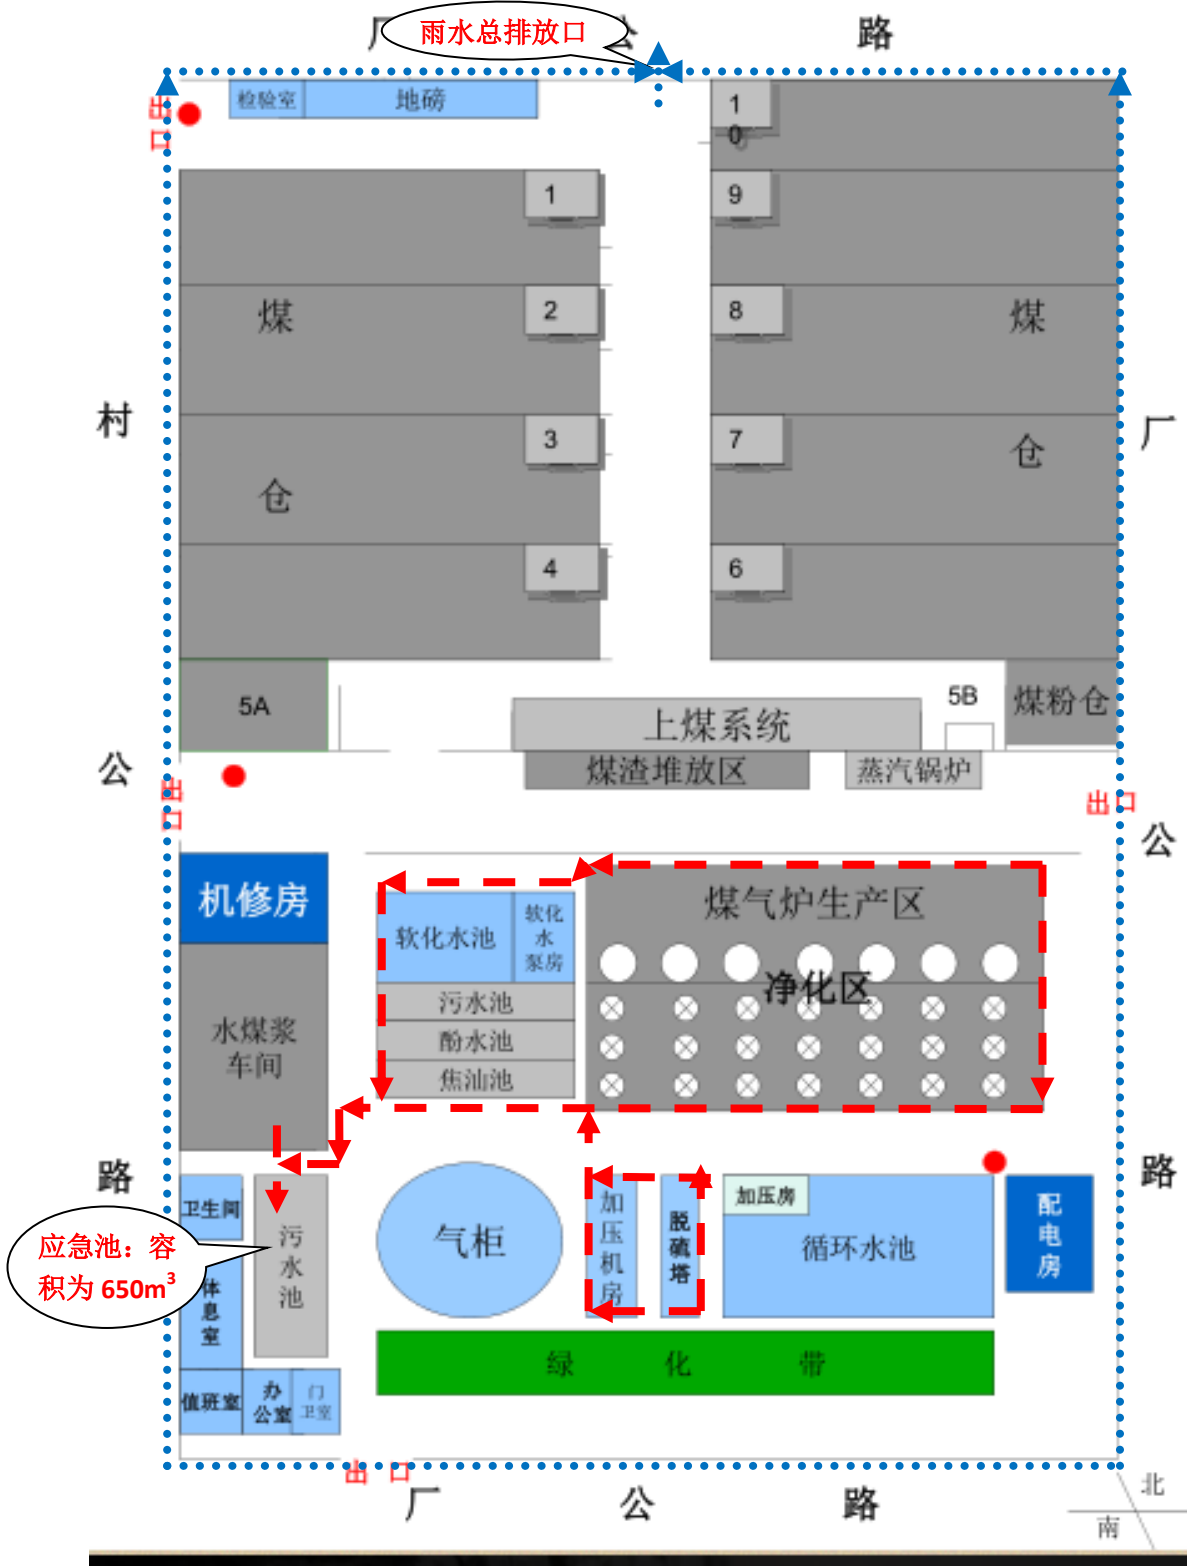 厂 公 路
雨水总排放口
检验室 地磅
出口
10
1
9
2
8
煤
煤
村
厂
3
7
仓
仓
4
6
5A
5B
煤粉仓
上煤系统
煤渣堆放区
蒸汽锅炉
公
出口
出口
公
机修房
煤气炉生产区
软化水池
软化
水
泵房
净化区
污水池
水煤浆
车间
酚水池
焦油池
路
路
卫生间
污水池
气柜
加压机房
脱硫塔
加压房
循环水池
配电房
应急池：容
积为 650m³
休息室
绿 化 带
值班室
办
公室
门
卫室
出 口
厂 公 路
北
南